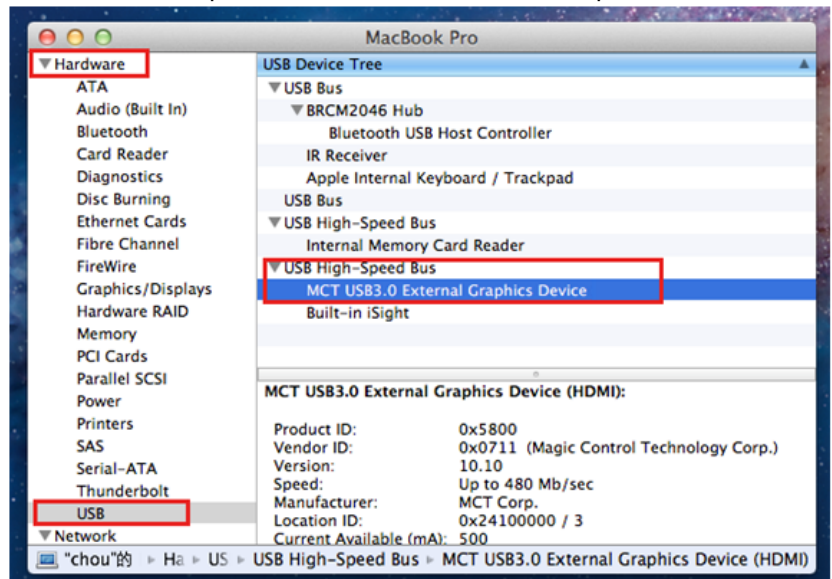 MacBook Pro
▼Hardware
ATA
Audio (Built In)
Bluetooth
Card Reader
Diagnostics
Disc Burning
Ethernet Cards
Fibre Channel
FireWire
Graphics/Displays
Hardware RAID
Memory
PCI Cards
Parallel SCSI
Power
Printers
SAS
Serial-ATA
Thunderbolt
USB
▼Network
USB Device Tree
▼USB Bus
▼BRCM2046 Hub
Bluetooth USB Host Controller
IR Receiver
Apple Internal Keyboard / Trackpad
USB Bus
▼USB High-Speed Bus
Internal Memory Card Reader
▼USB High-Speed Bus
MCT USB3.0 External Graphics Device
Built-in iSight
MCT USB3.0 External Graphics Device (HDMI):
Product ID: 0x5800
Vendor ID: 0x0711 (Magic Control Technology Corp.)
Version: 10.10
Speed: Up to 480 Mb/sec
Manufacturer: MCT Corp.
Location ID: 0x24100000 / 3
Current Available (mA): 500
"chou"的 ▸ Ha ▸ US ▸ USB High-Speed Bus ▸ MCT USB3.0 External Graphics Device (HDMI)